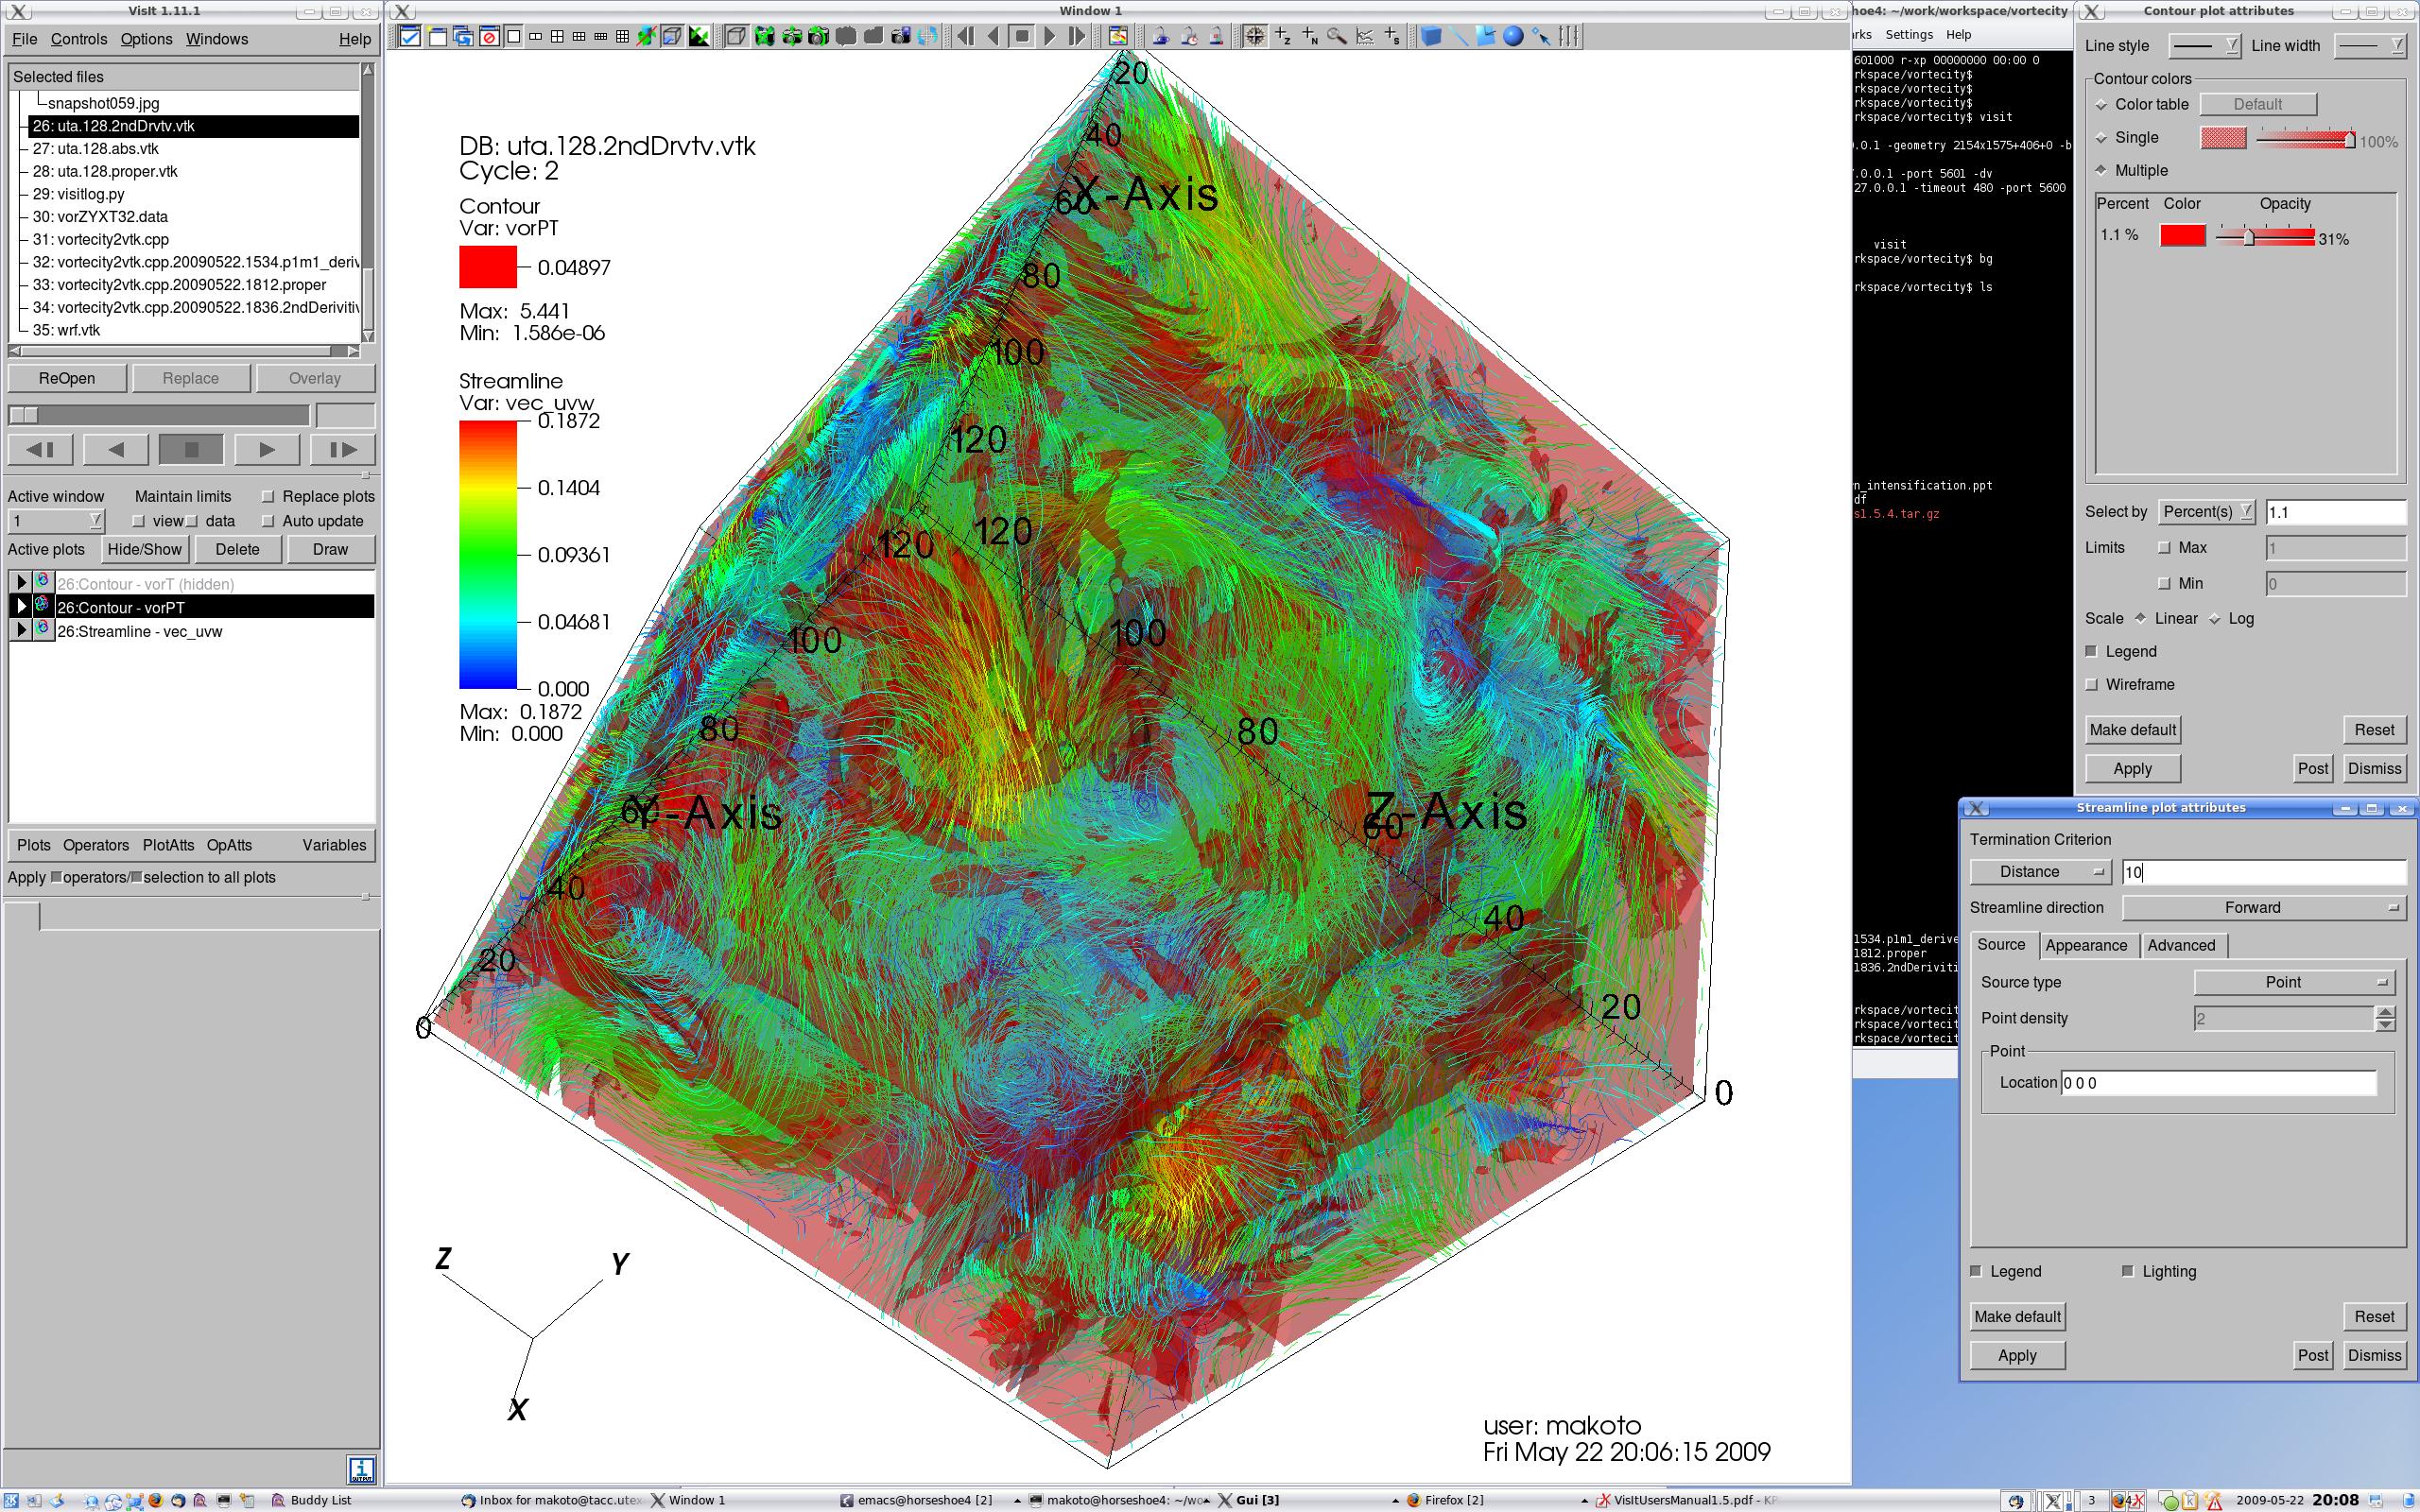 VisIt 1.11.1
File Controls Options Windows Help
Selected files
snapshot059.jpg
26: uta.128.2ndDrvtv.vtk
27: uta.128.abs.vtk
28: uta.128.proper.vtk
29: visitlog.py
30: vorZYXT32.data
31: vortecity2vtk.cpp
32: vortecity2vtk.cpp.20090522.1534.p1m1_deriv
33: vortecity2vtk.cpp.20090522.1812.proper
34: vortecity2vtk.cpp.20090522.1836.2ndDerivitiv
35: wrf.vtk
ReOpen Replace Overlay
Active window Maintain limits Replace plots
1 view data Auto update
Active plots Hide/Show Delete Draw
26:Contour - vorT (hidden)
26:Contour - vorPT
26:Streamline - vec_uvw
Plots Operators PlotAtts OpAtts Variables
Apply operators/ selection to all plots
Window 1
DB: uta.128.2ndDrvtv.vtk
Cycle: 2
Contour
Var: vorPT
0.04897
Max: 5.441
Min: 1.586e-06
Streamline
Var: vec_uvw
0.1872
0.1404
0.09361
0.04681
0.000
Max: 0.1872
Min: 0.000
20
40
60
X-Axis
80
100
120
120
120
100
100
80
80
60
Y-Axis
60
Z-Axis
40
40
20
20
0
0
Z
Y
X
user: makoto
Fri May 22 20:06:15 2009
hoe4: ~/work/workspace/vortecity
rks Settings Help
601000 r-xp 00000000 00:00 0
rkspace/vortecity$
rkspace/vortecity$
rkspace/vortecity$
rkspace/vortecity$ visit
.0.1 -geometry 2154x1575+406+0 -b
.0.0.1 -port 5601 -dv
27.0.0.1 -timeout 480 -port 5600
visit
rkspace/vortecity$ bg
rkspace/vortecity$ ls
n_intensification.ppt
df
s1.5.4.tar.gz
1534.p1m1_derive
1812.proper
1836.2ndDeriviti
rkspace/vortecit
rkspace/vortecit
rkspace/vortecit
Contour plot attributes
Line style Line width
Contour colors
Color table Default
Single 100%
Multiple
Percent Color Opacity
1.1 % 31%
Select by Percent(s) 1.1
Limits Max 1
Min 0
Scale Linear Log
Legend
Wireframe
Make default Reset
Apply Post Dismiss
Streamline plot attributes
Termination Criterion
Distance 10
Streamline direction Forward
Source Appearance Advanced
Source type Point
Point density 2
Point
Location 0 0 0
Legend Lighting
Make default Reset
Apply Post Dismiss
Buddy List
Inbox for makoto@tacc.utex
Window 1
emacs@horseshoe4 [2]
makoto@horseshoe4: ~/wo
Gui [3]
Firefox [2]
VisItUsersManual1.5.pdf - KP
3
2009-05-22 20:08